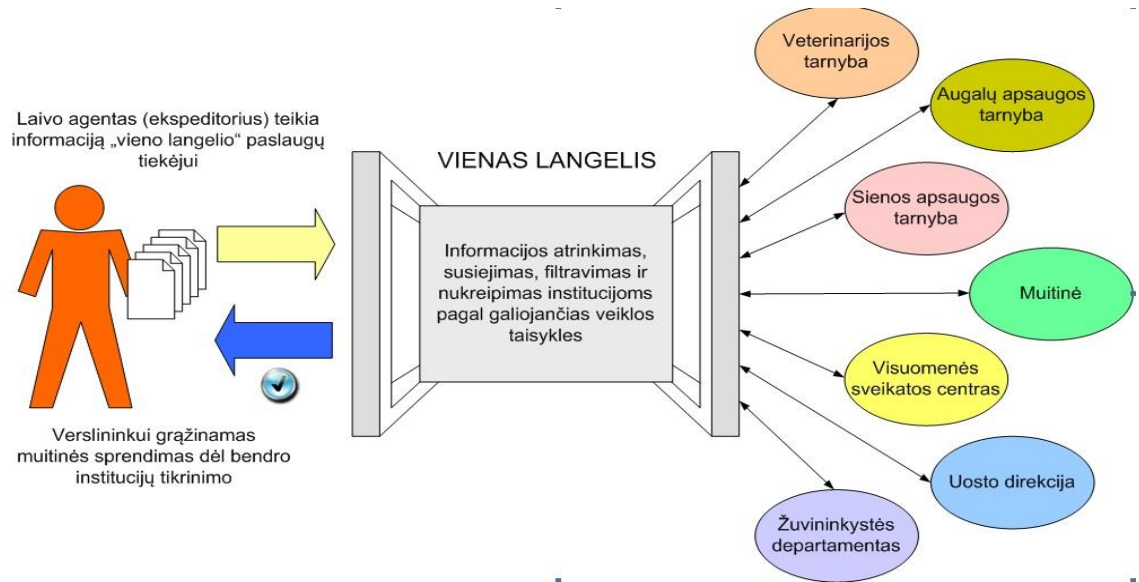 Laivo agentas (ekspeditorius) teikia
informaciją „vieno langelio“ paslaugų
tiekėjui
Verslininkui grąžinamas
muitinės sprendimas dėl bendro
institucijų tikrinimo
VIENAS LANGELIS
Informacijos atrinkimas,
susiejimas, filtravimas ir
nukreipimas institucijoms
pagal galiojančias veiklos
taisykles
Veterinarijos
tarnyba
Augalų apsaugos
tarnyba
Sienos apsaugos
tarnyba
Muitinė
Visuomenės
sveikatos centras
Uosto direkcija
Žuvininkystės
departamentas